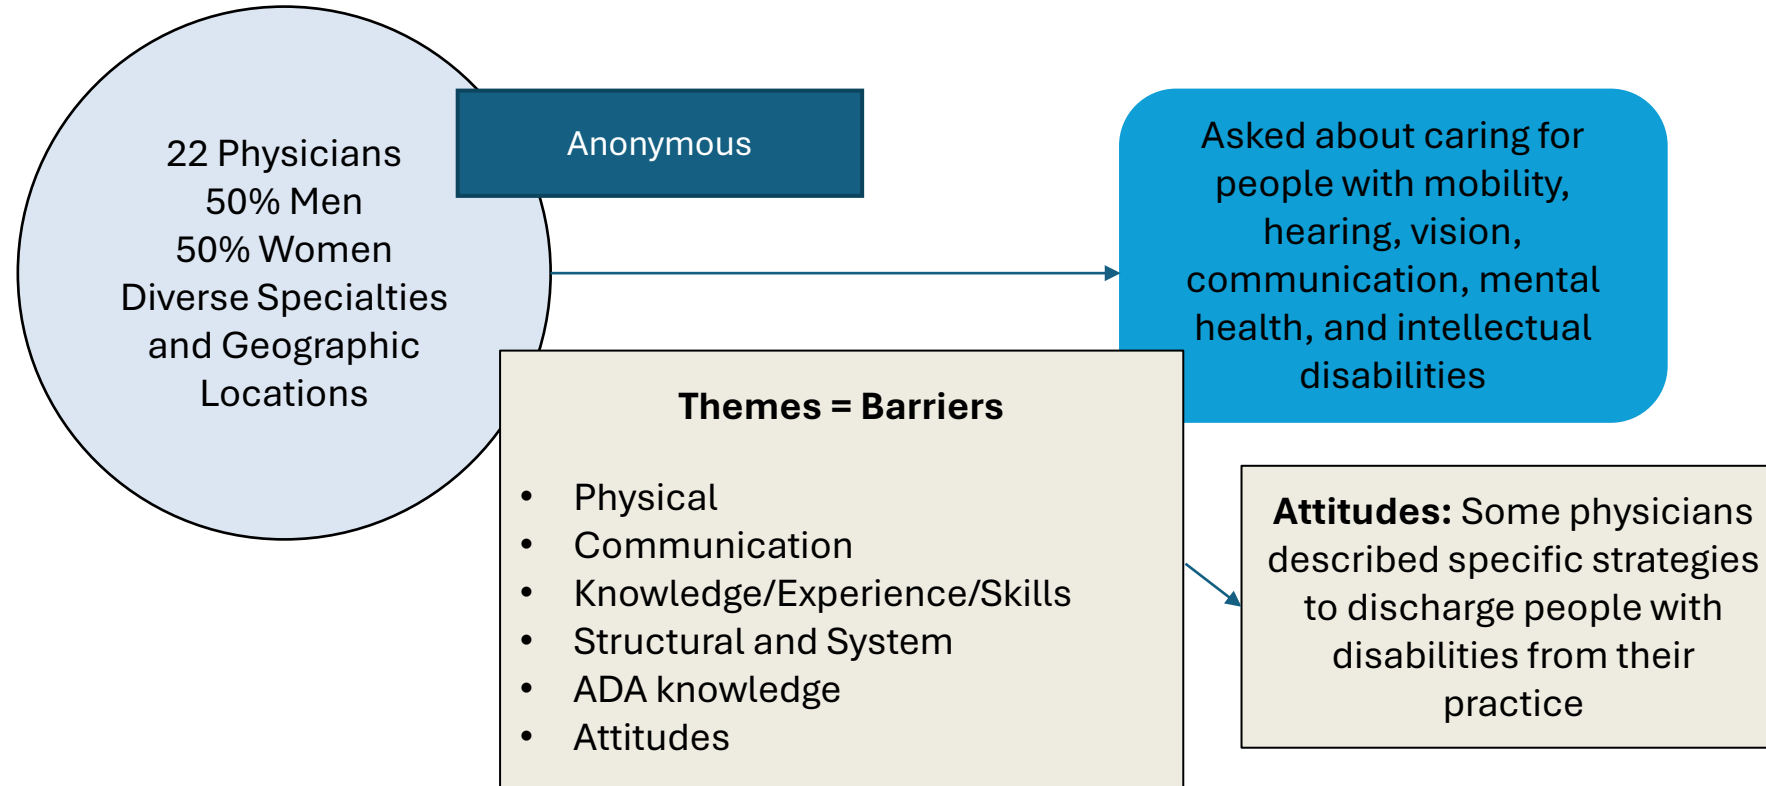 22 Physicians
50% Men
50% Women
Diverse Specialties
and Geographic
Locations
Anonymous
Asked about caring for
people with mobility,
hearing, vision,
communication, mental
health, and intellectual
disabilities
Themes = Barriers
• Physical
• Communication
• Knowledge/Experience/Skills
• Structural and System
• ADA knowledge
• Attitudes
Attitudes: Some physicians
described specific strategies
to discharge people with
disabilities from their
practice